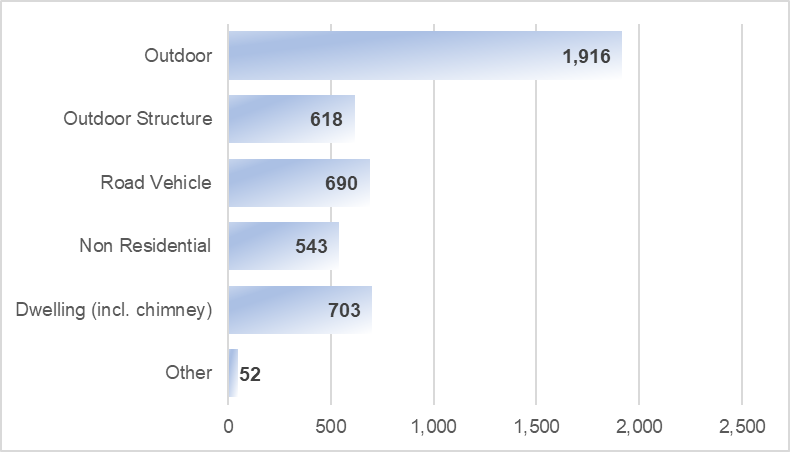 Outdoor 1,916
Outdoor Structure 618
Road Vehicle 690
Non Residential 543
Dwelling (incl. chimney) 703
Other 52
0 500 1,000 1,500 2,000 2,500